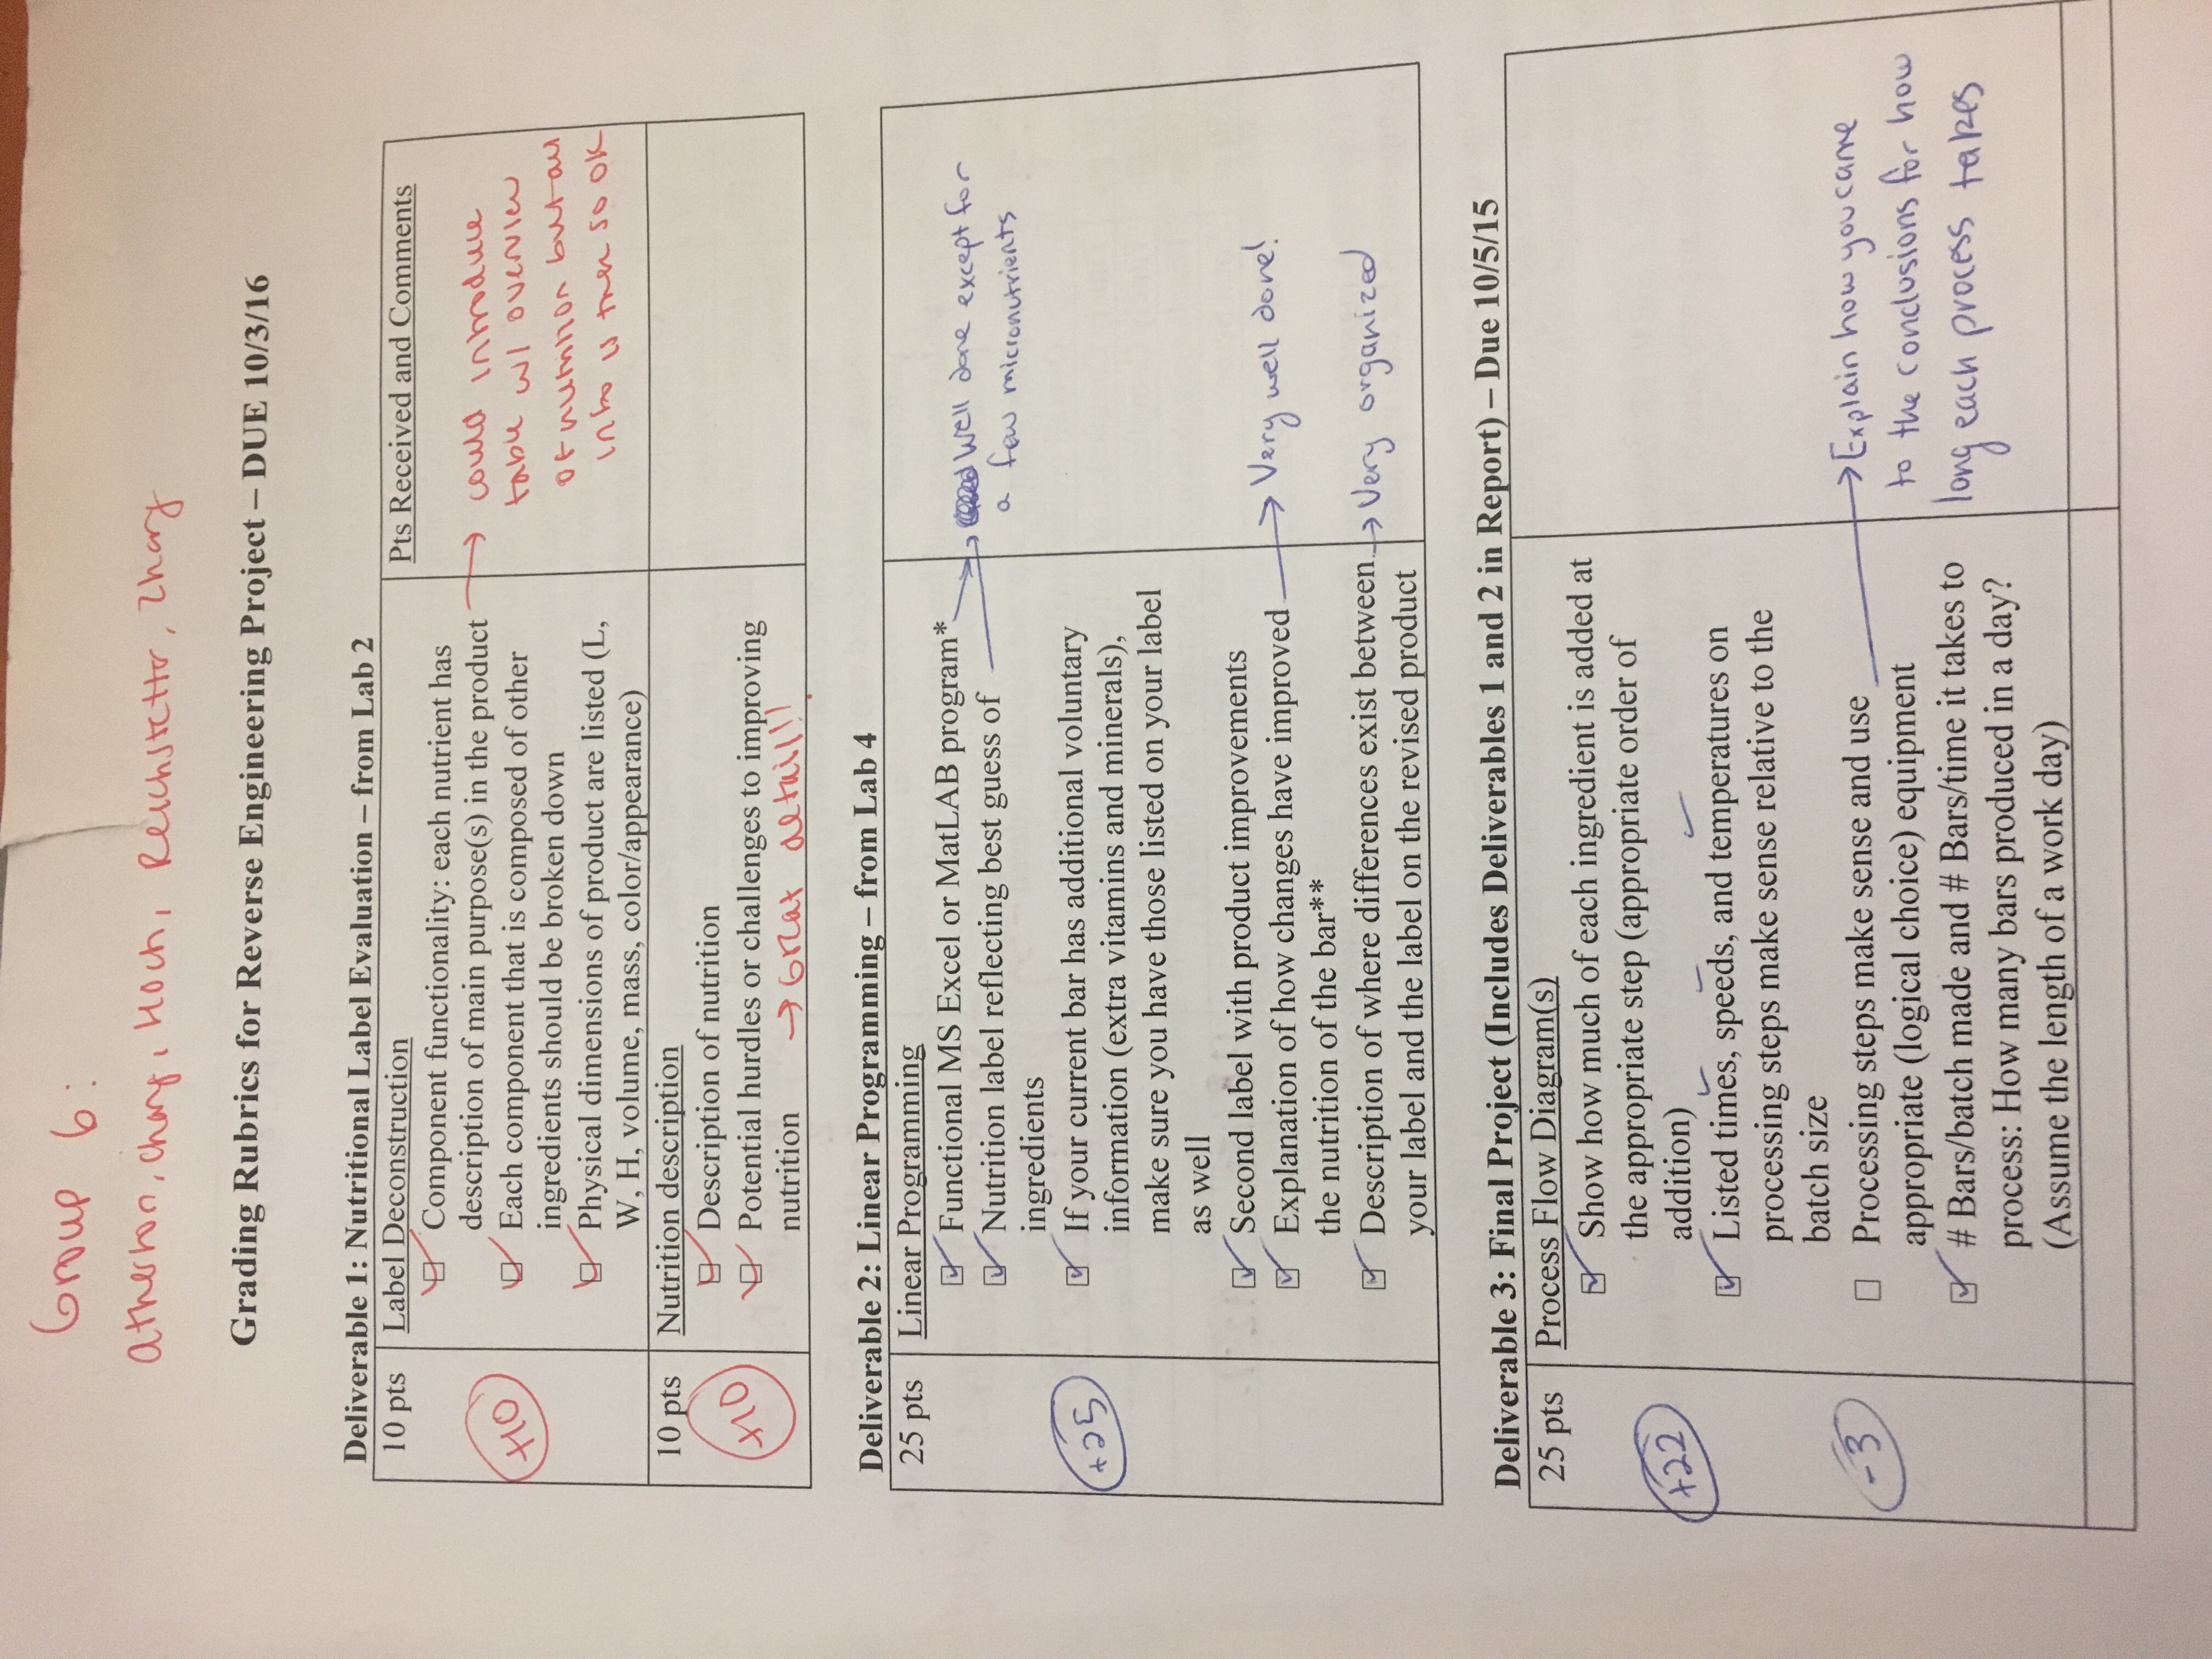 Group 6:
Atherton, Chang, Hoch, Reichstetter, Zhang
Grading Rubrics for Reverse Engineering Project – DUE 10/3/16
Deliverable 1: Nutritional Label Evaluation – from Lab 2
10 pts
+10
Label Deconstruction
Component functionality: each nutrient has
description of main purpose(s) in the product
Each component that is composed of other
ingredients should be broken down
Physical dimensions of product are listed (L,
W, H, volume, mass, color/appearance)
Pts Received and Comments
→ could introduce
table w/ overview
of nutrition but all
info is there so ok
10 pts
+10
Nutrition description
Description of nutrition
Potential hurdles or challenges to improving
nutrition → Great detail!!
Deliverable 2: Linear Programming – from Lab 4
25 pts
+25
Linear Programming
Functional MS Excel or MatLAB program*
Nutrition label reflecting best guess of
ingredients
If your current bar has additional voluntary
information (extra vitamins and minerals),
make sure you have those listed on your label
as well
Second label with product improvements
Explanation of how changes have improved
the nutrition of the bar**
Description of where differences exist between
your label and the label on the revised product
Well done except for
a few micronutrients
→ Very well done!
→ Very organized
Deliverable 3: Final Project (Includes Deliverables 1 and 2 in Report) – Due 10/5/15
25 pts
+22
-3
Process Flow Diagram(s)
Show how much of each ingredient is added at
the appropriate step (appropriate order of
addition)
Listed times, speeds, and temperatures on
processing steps make sense relative to the
batch size
Processing steps make sense and use
appropriate (logical choice) equipment
# Bars/batch made and # Bars/time it takes to
process: How many bars produced in a day?
(Assume the length of a work day)
→ Explain how you came
to the conclusions for how
long each process takes